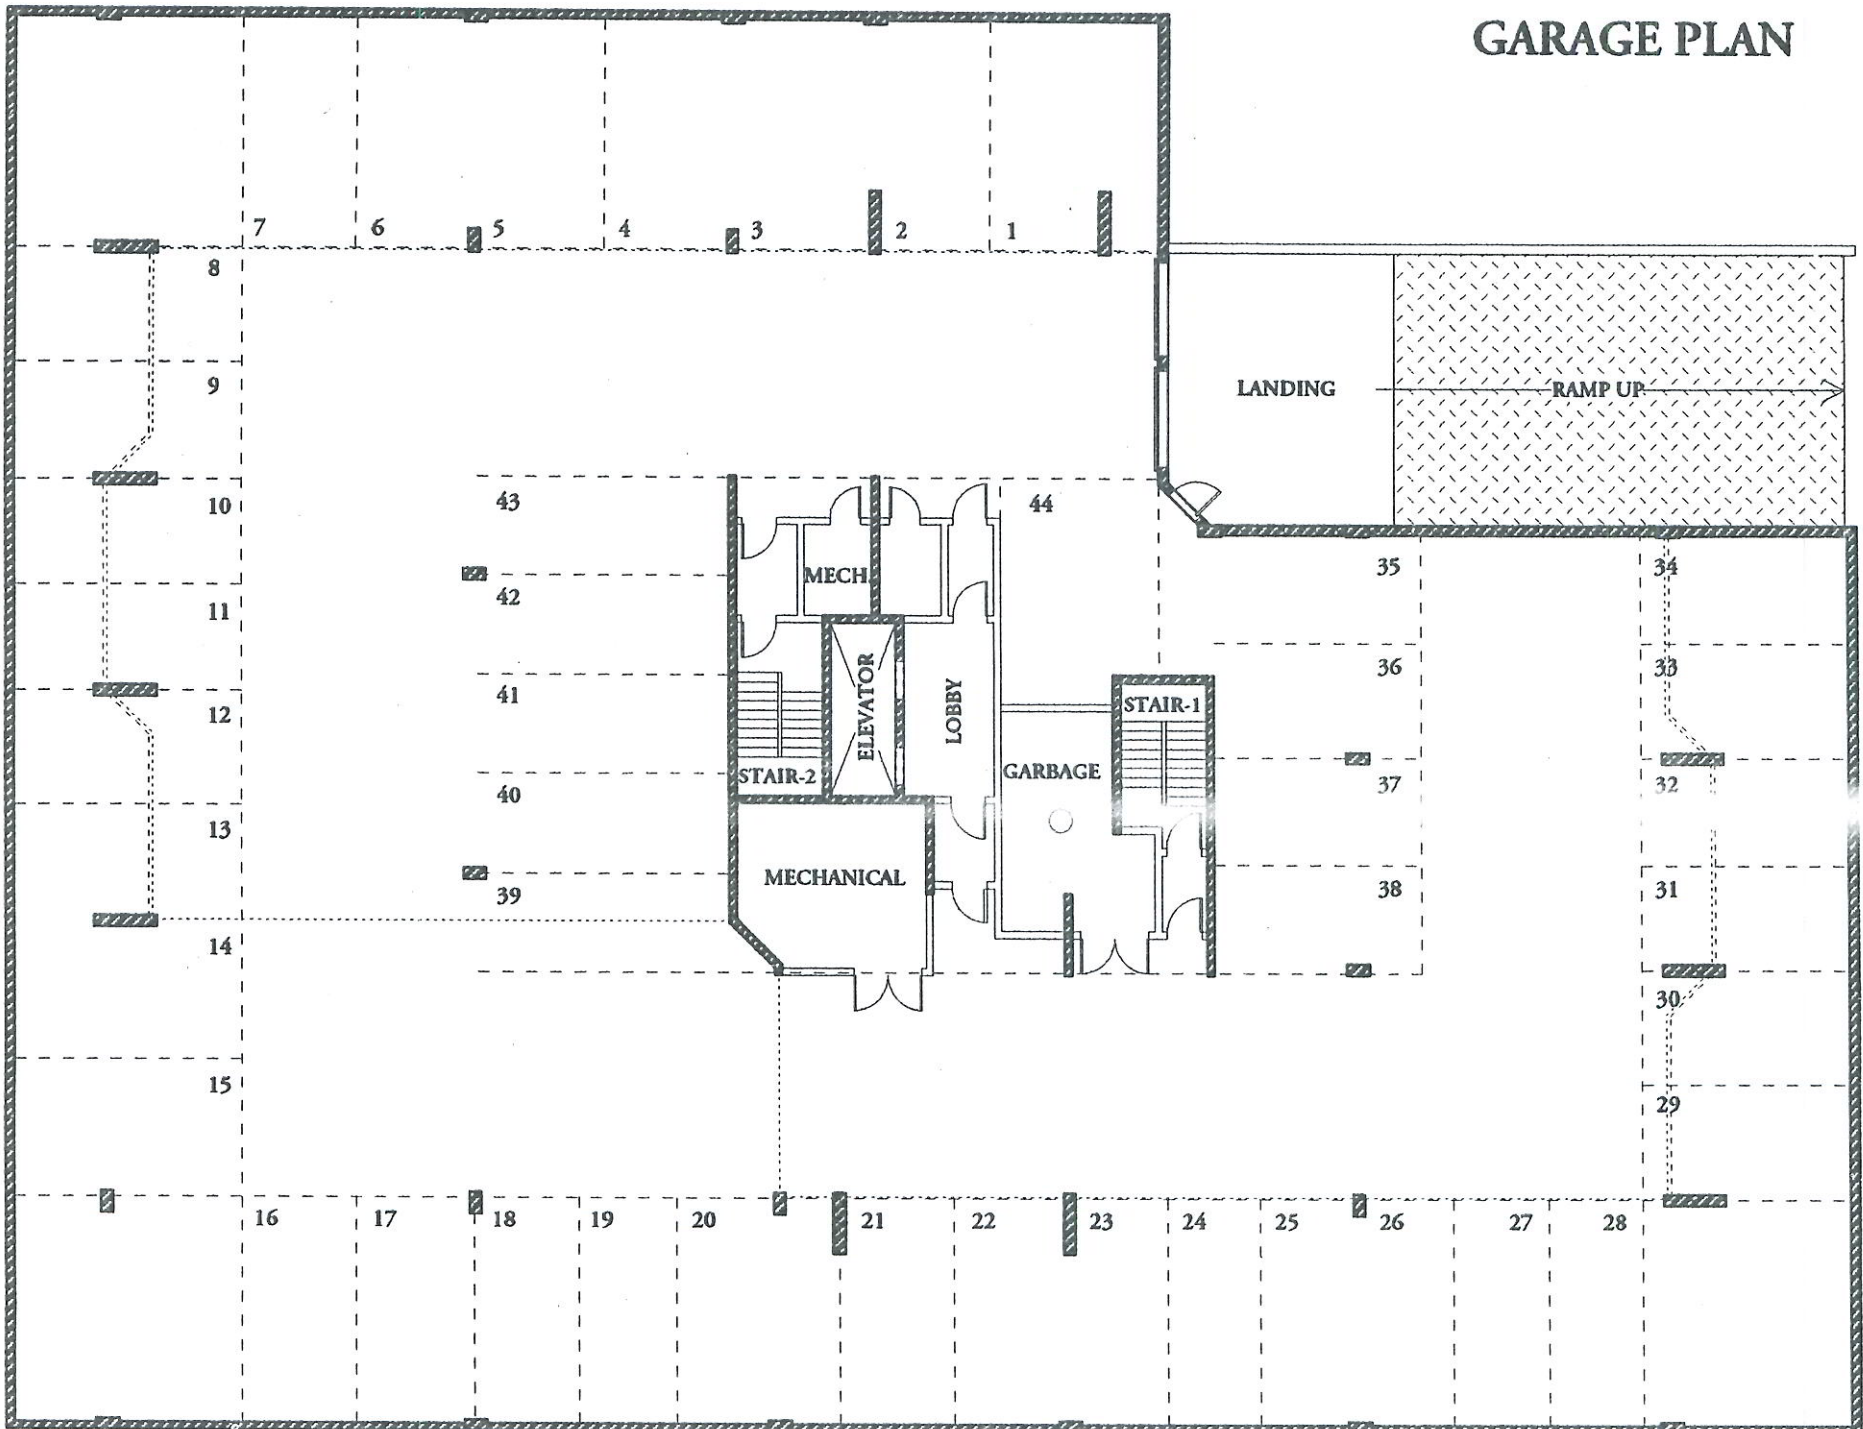 GARAGE PLAN
7 6 5 4 3 2 1
8
9
LANDING RAMP UP
10 43 44
35 34
MECH.
11 42
36 33
12 41 ELEVATOR LOBBY STAIR-1
STAIR-2 GARBAGE
40 37 32
13
39 MECHANICAL 38 31
14
30
15 29
16 17 18 19 20 21 22 23 24 25 26 27 28